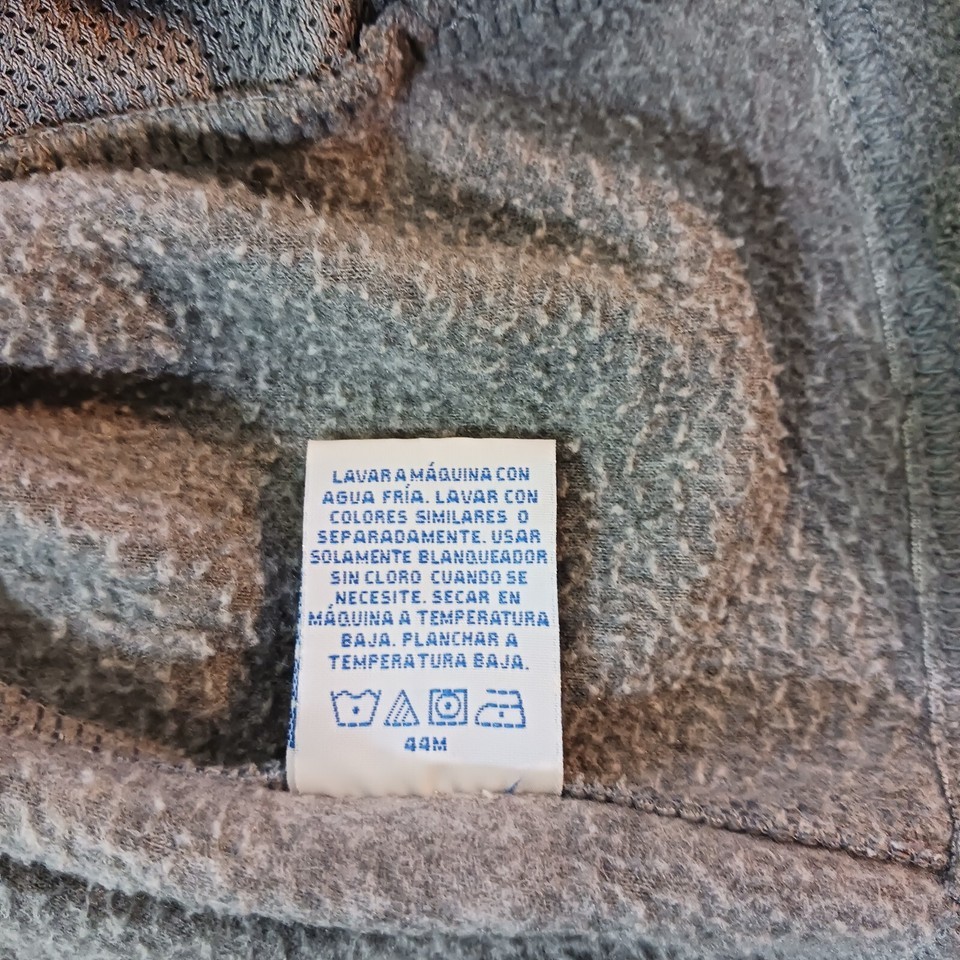 LAVAR A MÁQUINA CON
AGUA FRÍA. LAVAR CON
COLORES SIMILARES O
SEPARADAMENTE. USAR
SOLAMENTE BLANQUEADOR
SIN CLORO CUANDO SE
NECESITE. SECAR EN
MÁQUINA A TEMPERATURA
BAJA. PLANCHAR A
TEMPERATURA BAJA.
44M